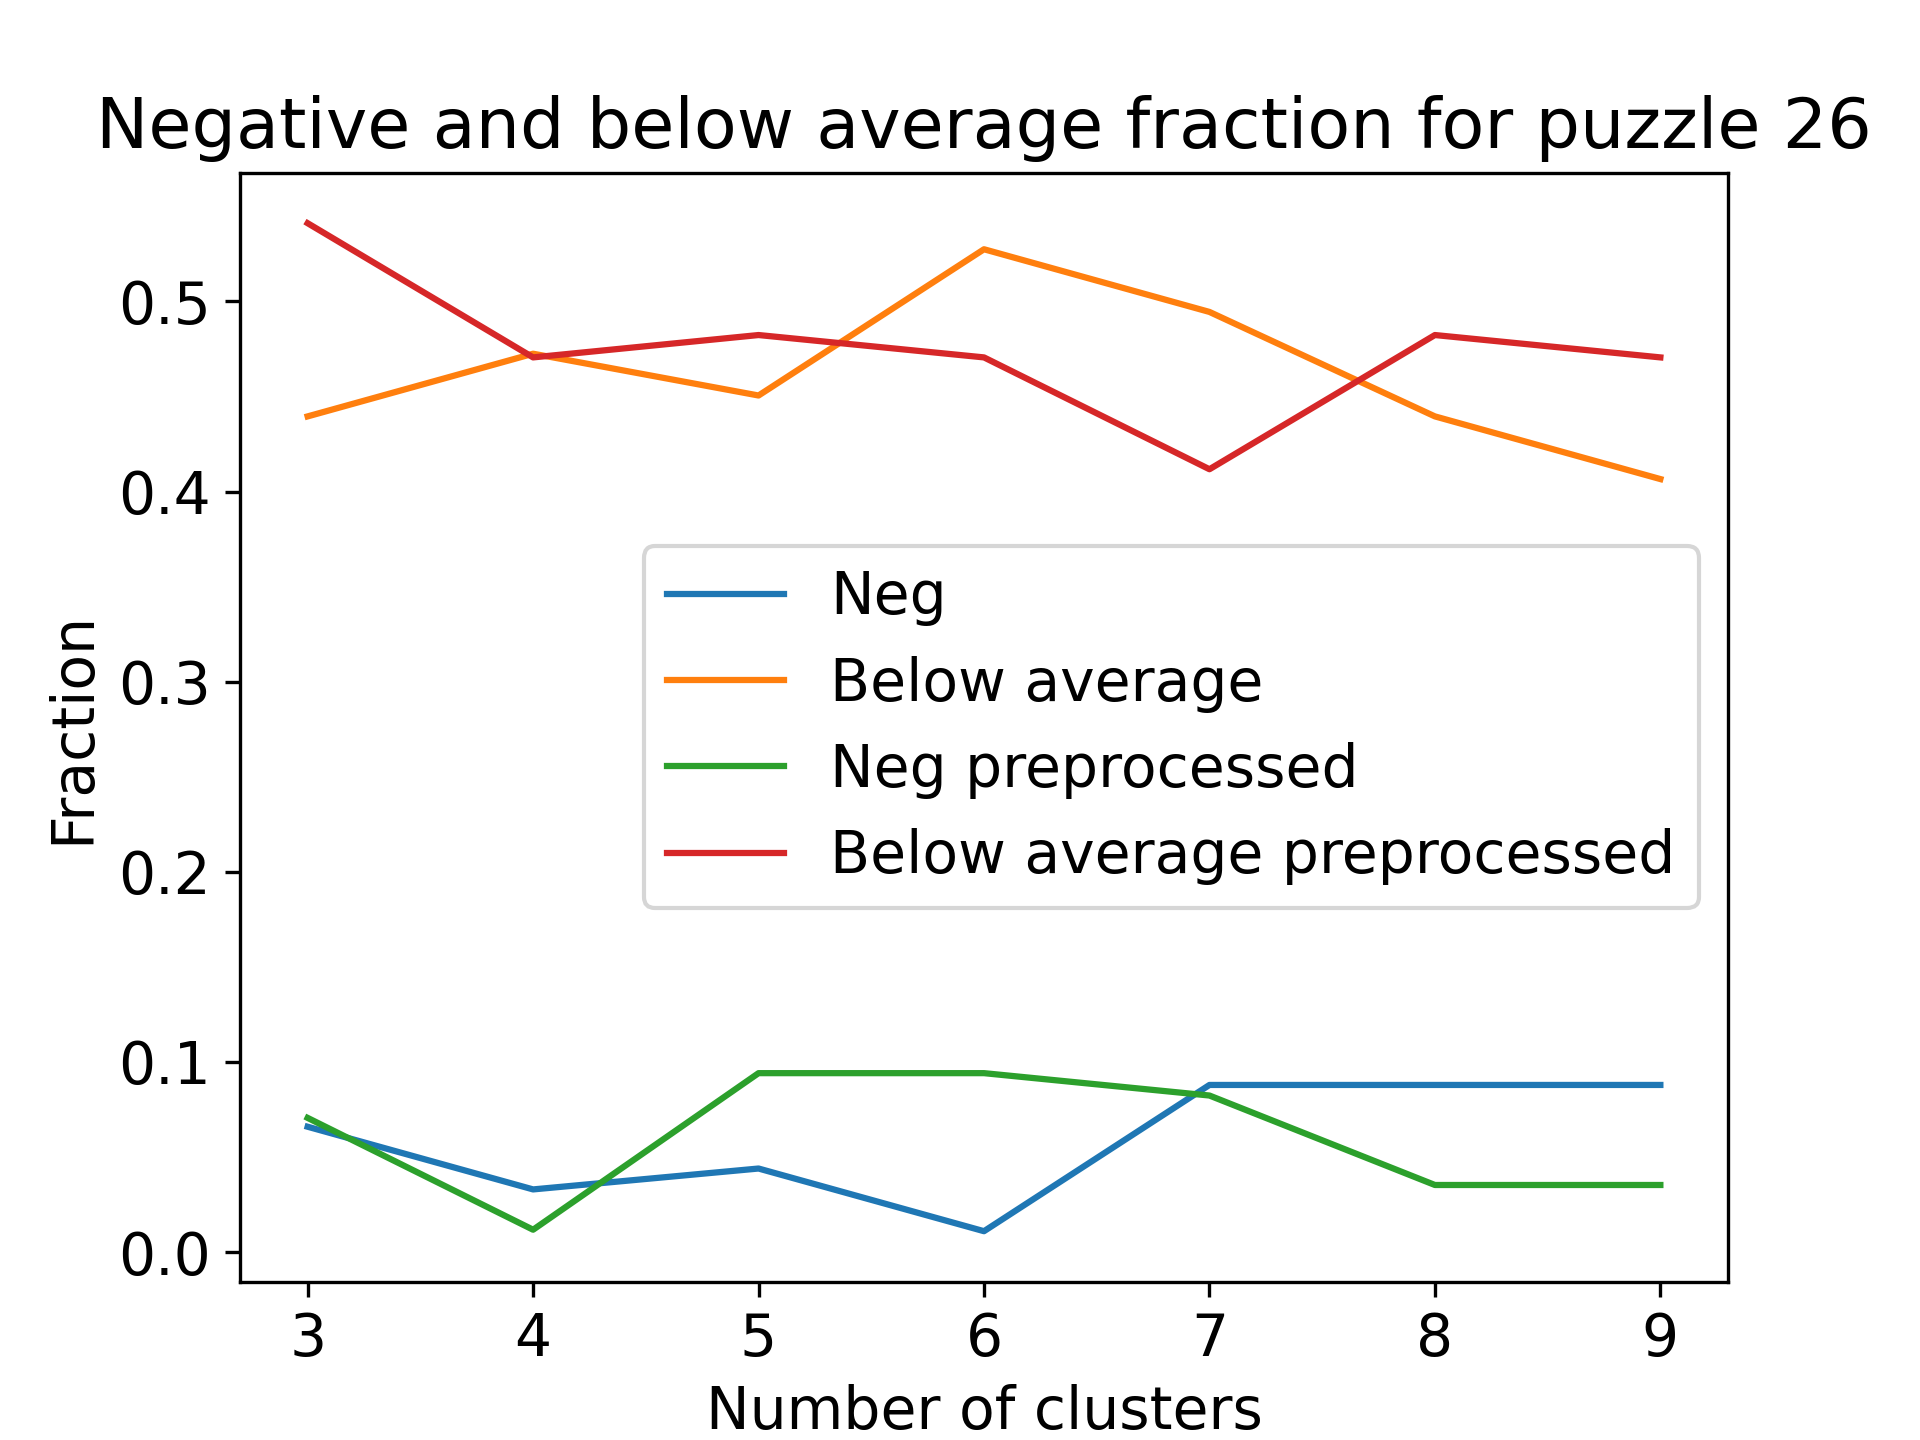 Negative and below average fraction for puzzle 26
Fraction
0.5
0.4
0.3
0.2
0.1
0.0
Neg
Below average
Neg preprocessed
Below average preprocessed
3 4 5 6 7 8 9
Number of clusters